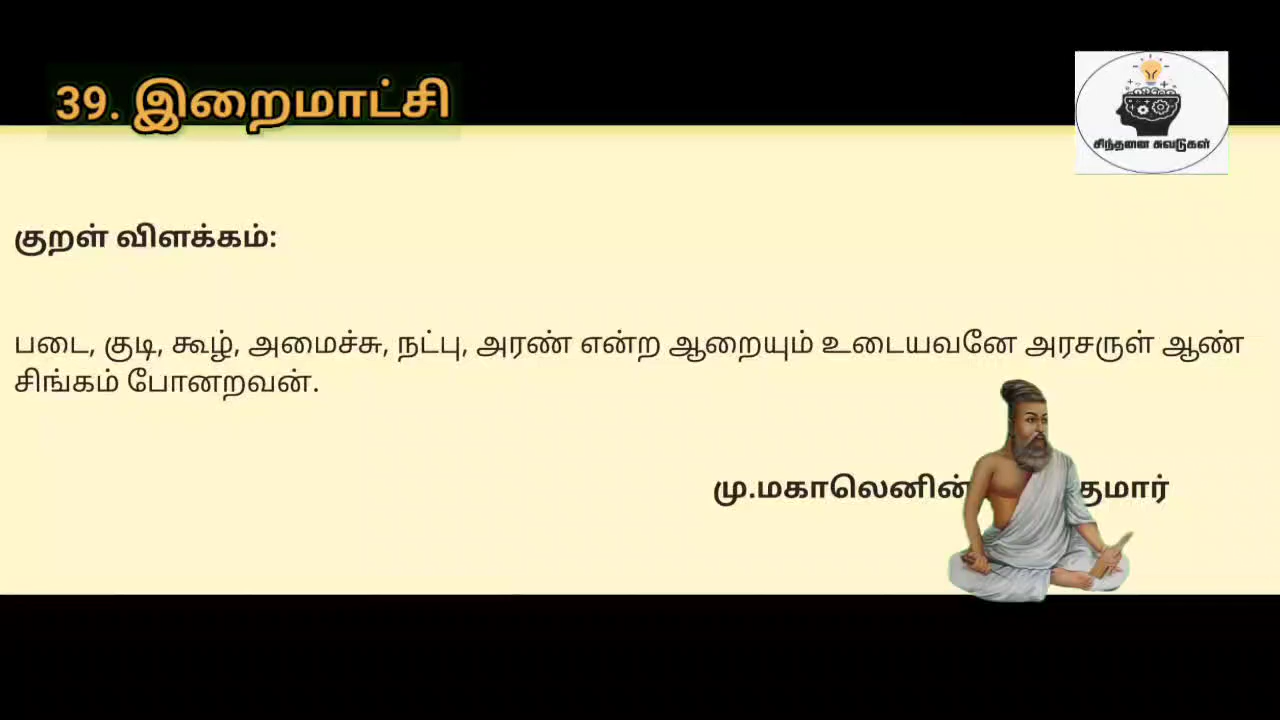 39. இறைமாட்சி
சிந்தனை சுவடுகள்
குறள் விளக்கம்:
படை, குடி, கூழ், அமைச்சு, நட்பு, அரண் என்ற ஆறையும் உடையவனே அரசருள் ஆண்
சிங்கம் போனறவன்.
மு.மகாலெனின் குமார்